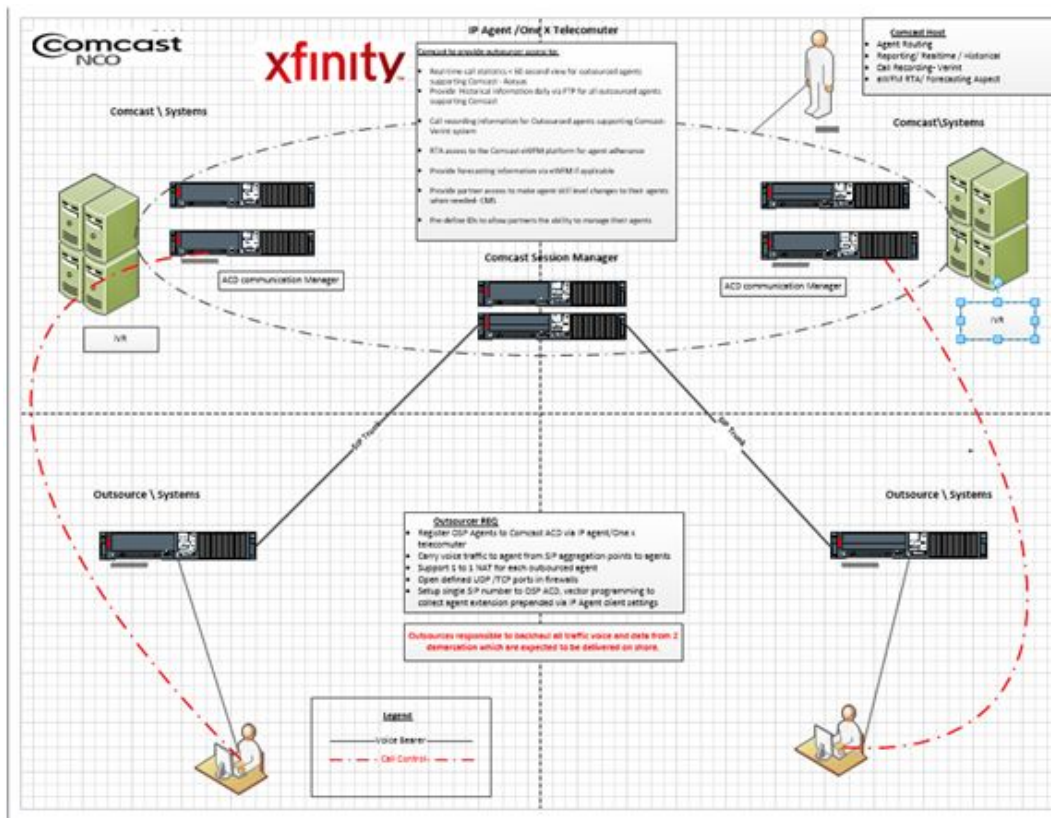 Comcast
NCO
xfinity
IP Agent /One X Telecomuter
Comcast to provide outsourcer access to:
Real-time call statistics < 60 second view for outsourced agents
supporting Comcast -
Provide Historical information daily via FTP for all outsourced agents
supporting Comcast
Call recording information for Outsourced agents supporting Comcast-
Verint system
RTA access to the Comcast eWFM platform for agent adherance
Provide forecasting information via eWFM if applicable
Provide partner access to make agent skill level changes to their agents
when needed- CMS
Pre-define IDs to allow partners the ability to manage their agents
Comcast Host
Agent Routing
Reporting/ Realtime / Historical
Call Recording- Verint
eWFM RTA/ Forecasting Aspect
Comcast \ Systems
Comcast\Systems
Comcast Session Manager
ACD communication Manager
ACD communication Manager
IVR
IVR
SIP Trunk
SIP Trunk
Outsource \ Systems
Outsource \ Systems
Outsourcer REQ
Register OSP Agents to Comcast ACD via IP agent/One x
telecomuter
Carry voice traffic to agent from SIP aggregation points to agents
Support 1 to 1 NAT for each outsourced agent
Open defined UDP /TCP ports in firewalls
Setup single SIP number to OSP ACD, vector programming to
collect agent extension prepended via IP Agent client settings
Outsources responsible to backhaul all traffic voice and data from 2
demarcation which are expected to be delivered on shore.
Legend
Voice Bearer
Call Control